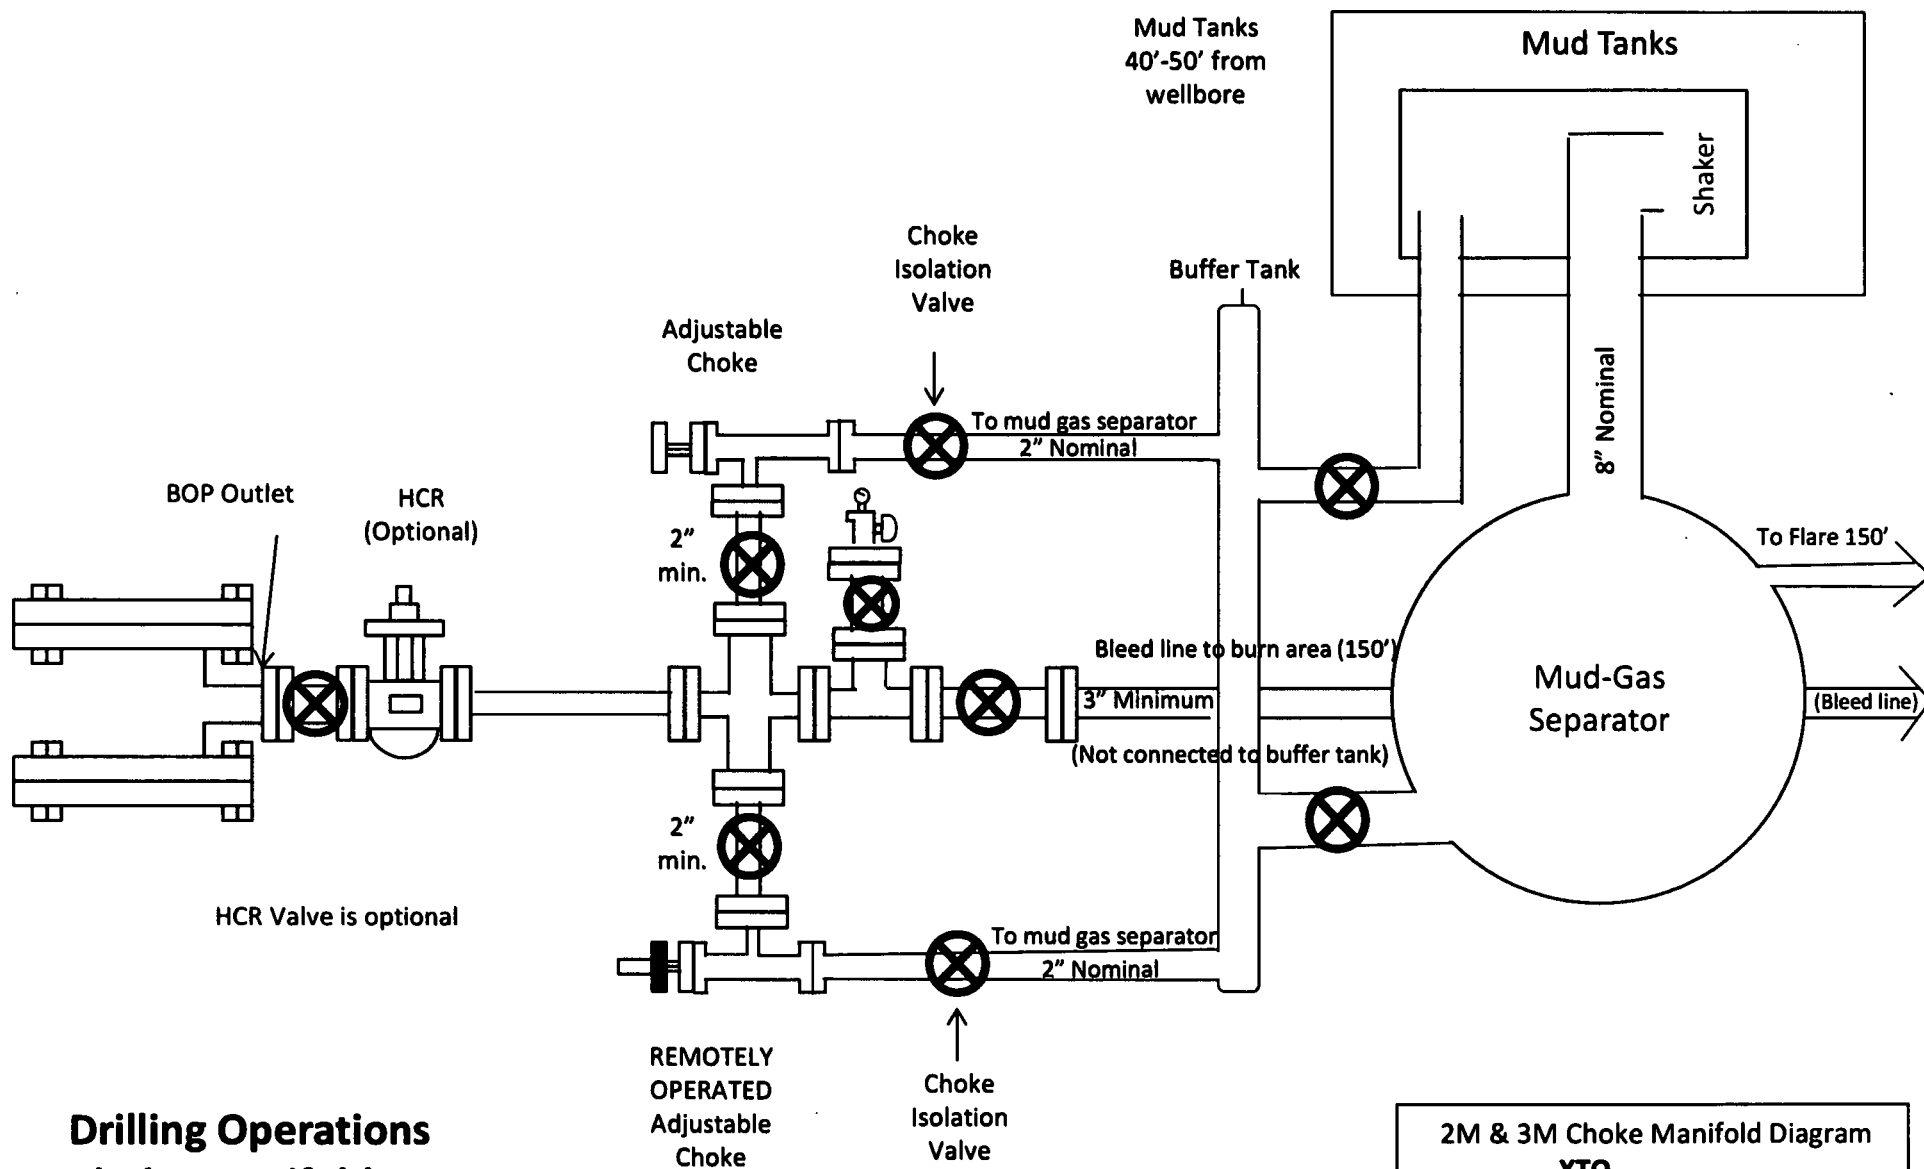 Mud Tanks
40'-50' from
wellbore
Mud Tanks
Shaker
Choke
Isolation
Valve
Buffer Tank
Adjustable
Choke
To mud gas separator
2" Nominal
8" Nominal
BOP Outlet
HCR
(Optional)
2"
min.
To Flare 150'
Bleed line to burn area (150')
3" Minimum
(Not connected to buffer tank)
Mud-Gas
Separator
(Bleed line)
2"
min.
HCR Valve is optional
To mud gas separator
2" Nominal
REMOTELY
OPERATED
Adjustable
Choke
Choke
Isolation
Valve
Drilling Operations
2M & 3M Choke Manifold Diagram
XTO